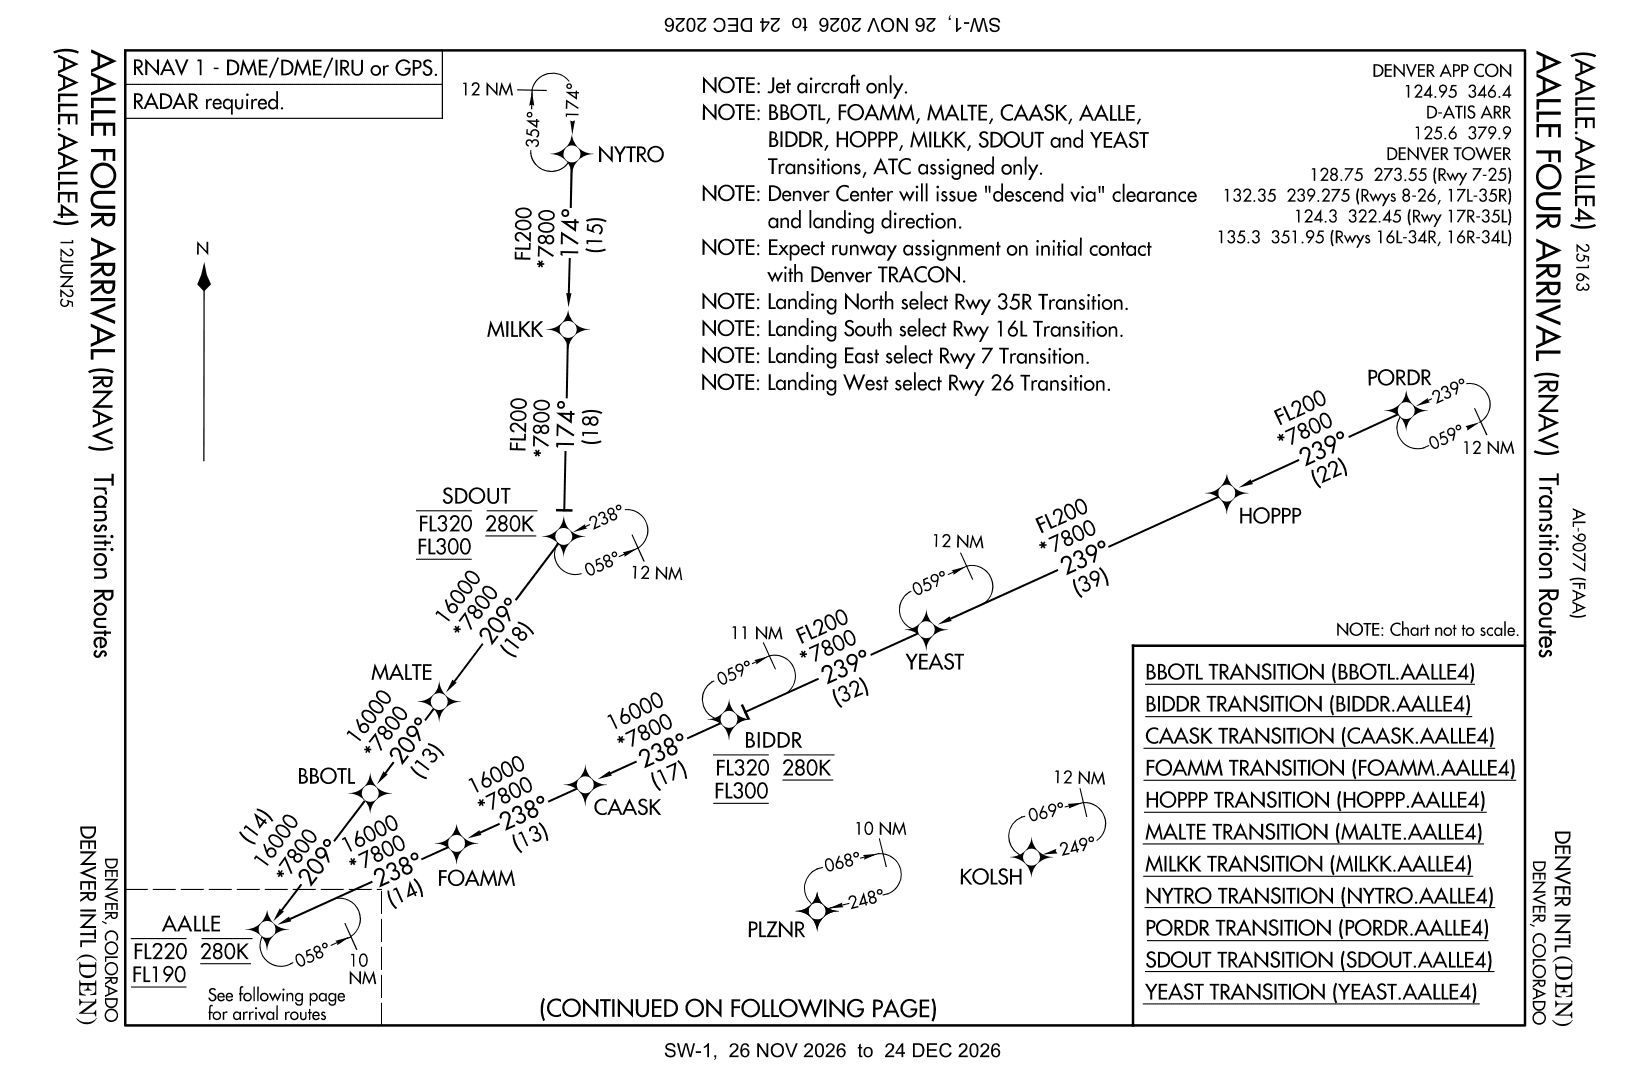 SW-1, 26 NOV 2026 to 24 DEC 2026
(AALLE.AALLE4) 12JUN25
AALLE FOUR ARRIVAL (RNAV) Transition Routes
DENVER INTL (DEN)
DENVER, COLORADO
RNAV 1 - DME/DME/IRU or GPS.
RADAR required.
NOTE: Jet aircraft only.
NOTE: BBOTL, FOAMM, MALTE, CAASK, AALLE,
BIDDR, HOPPP, MILKK, SDOUT and YEAST
Transitions, ATC assigned only.
NOTE: Denver Center will issue "descend via" clearance
and landing direction.
NOTE: Expect runway assignment on initial contact
with Denver TRACON.
NOTE: Landing North select Rwy 35R Transition.
NOTE: Landing South select Rwy 16L Transition.
NOTE: Landing East select Rwy 7 Transition.
NOTE: Landing West select Rwy 26 Transition.
DENVER APP CON
124.95 346.4
D-ATIS ARR
125.6 379.9
DENVER TOWER
128.75 273.55 (Rwy 7-25)
132.35 239.275 (Rwys 8-26, 17L-35R)
124.3 322.45 (Rwy 17R-35L)
135.3 351.95 (Rwys 16L-34R, 16R-34L)
(AALLE.AALLE4) 25163
AL-9077 (FAA)
AALLE FOUR ARRIVAL (RNAV) Transition Routes
DENVER INTL (DEN)
DENVER, COLORADO
N
12 NM
354°
174°
NYTRO
FL200
*7800
174°
(15)
MILKK
FL200
*7800
174°
(18)
SDOUT
FL320 280K
FL300
238°
058°
12 NM
16000
*7800
209°
(18)
MALTE
16000
*7800
209°
(13)
BBOTL
(14)
16000
*7800
209°
PORDR
239°
059°
12 NM
FL200
*7800
239°
(22)
HOPPP
FL200
*7800
239°
(39)
12 NM
059°
YEAST
FL200
*7800
239°
(32)
11 NM
059°
BIDDR
FL320 280K
FL300
16000
*7800
238°
(17)
CAASK
16000
*7800
238°
(13)
FOAMM
16000
*7800
238°
(14)
AALLE
FL220 280K
FL190
058°
10
NM
See following page
for arrival routes
10 NM
068°
248°
PLZNR
12 NM
069°
249°
KOLSH
NOTE: Chart not to scale.
BBOTL TRANSITION (BBOTL.AALLE4)
BIDDR TRANSITION (BIDDR.AALLE4)
CAASK TRANSITION (CAASK.AALLE4)
FOAMM TRANSITION (FOAMM.AALLE4)
HOPPP TRANSITION (HOPPP.AALLE4)
MALTE TRANSITION (MALTE.AALLE4)
MILKK TRANSITION (MILKK.AALLE4)
NYTRO TRANSITION (NYTRO.AALLE4)
PORDR TRANSITION (PORDR.AALLE4)
SDOUT TRANSITION (SDOUT.AALLE4)
YEAST TRANSITION (YEAST.AALLE4)
(CONTINUED ON FOLLOWING PAGE)
SW-1, 26 NOV 2026 to 24 DEC 2026